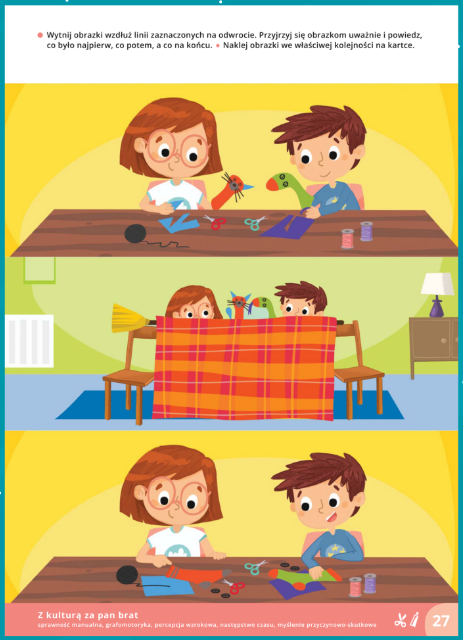 Wytnij obrazki wzdłuż linii zaznaczonych na odwrocie. Przyjrzyj się obrazkom uważnie i powiedz,
co było najpierw, co potem, a co na końcu. • Naklej obrazki we właściwej kolejności na kartce.
Z kulturą za pan brat
sprawność manualna, grafomotoryka, percepcja wzrokowa, następstwo czasu, myślenie przyczynowo-skutkowe
27